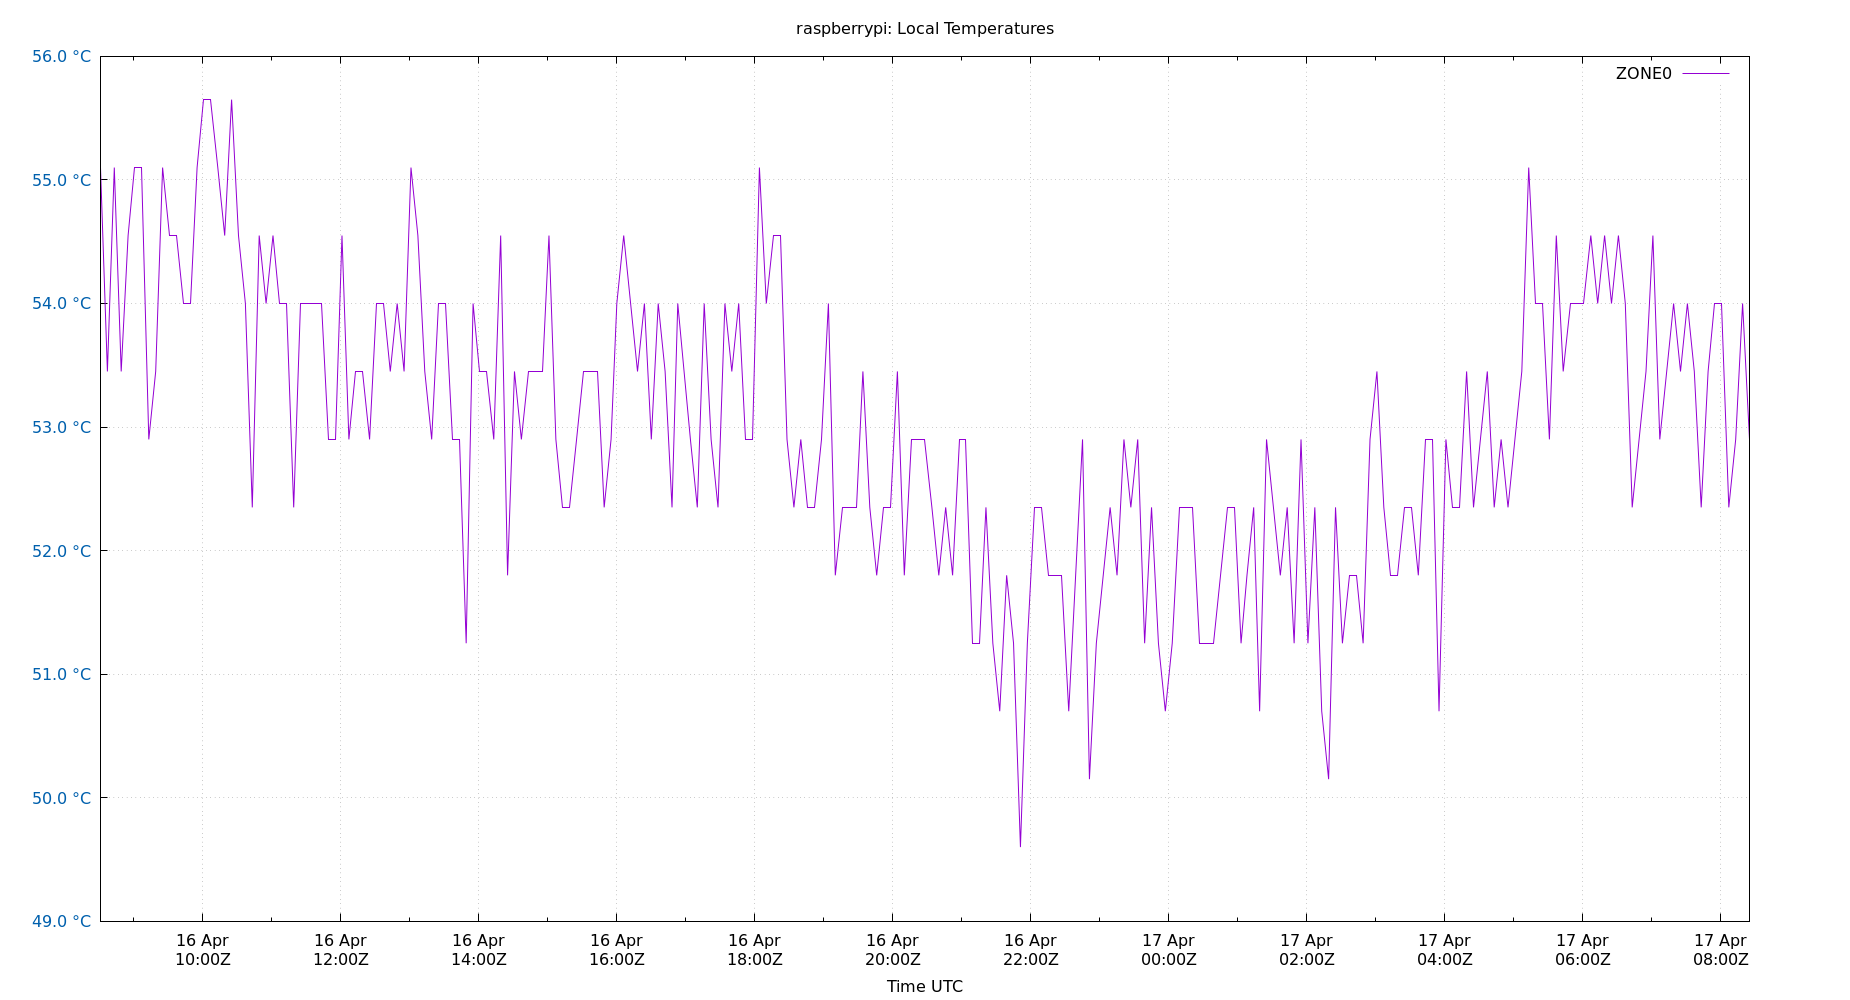 raspberrypi: Local Temperatures
56.0 °C
ZONE0
55.0 °C
54.0 °C
53.0 °C
52.0 °C
51.0 °C
50.0 °C
49.0 °C
16 Apr 16 Apr 16 Apr 16 Apr 16 Apr 16 Apr 16 Apr 17 Apr 17 Apr 17 Apr 17 Apr 17 Apr
10:00Z 12:00Z 14:00Z 16:00Z 18:00Z 20:00Z 22:00Z 00:00Z 02:00Z 04:00Z 06:00Z 08:00Z
Time UTC